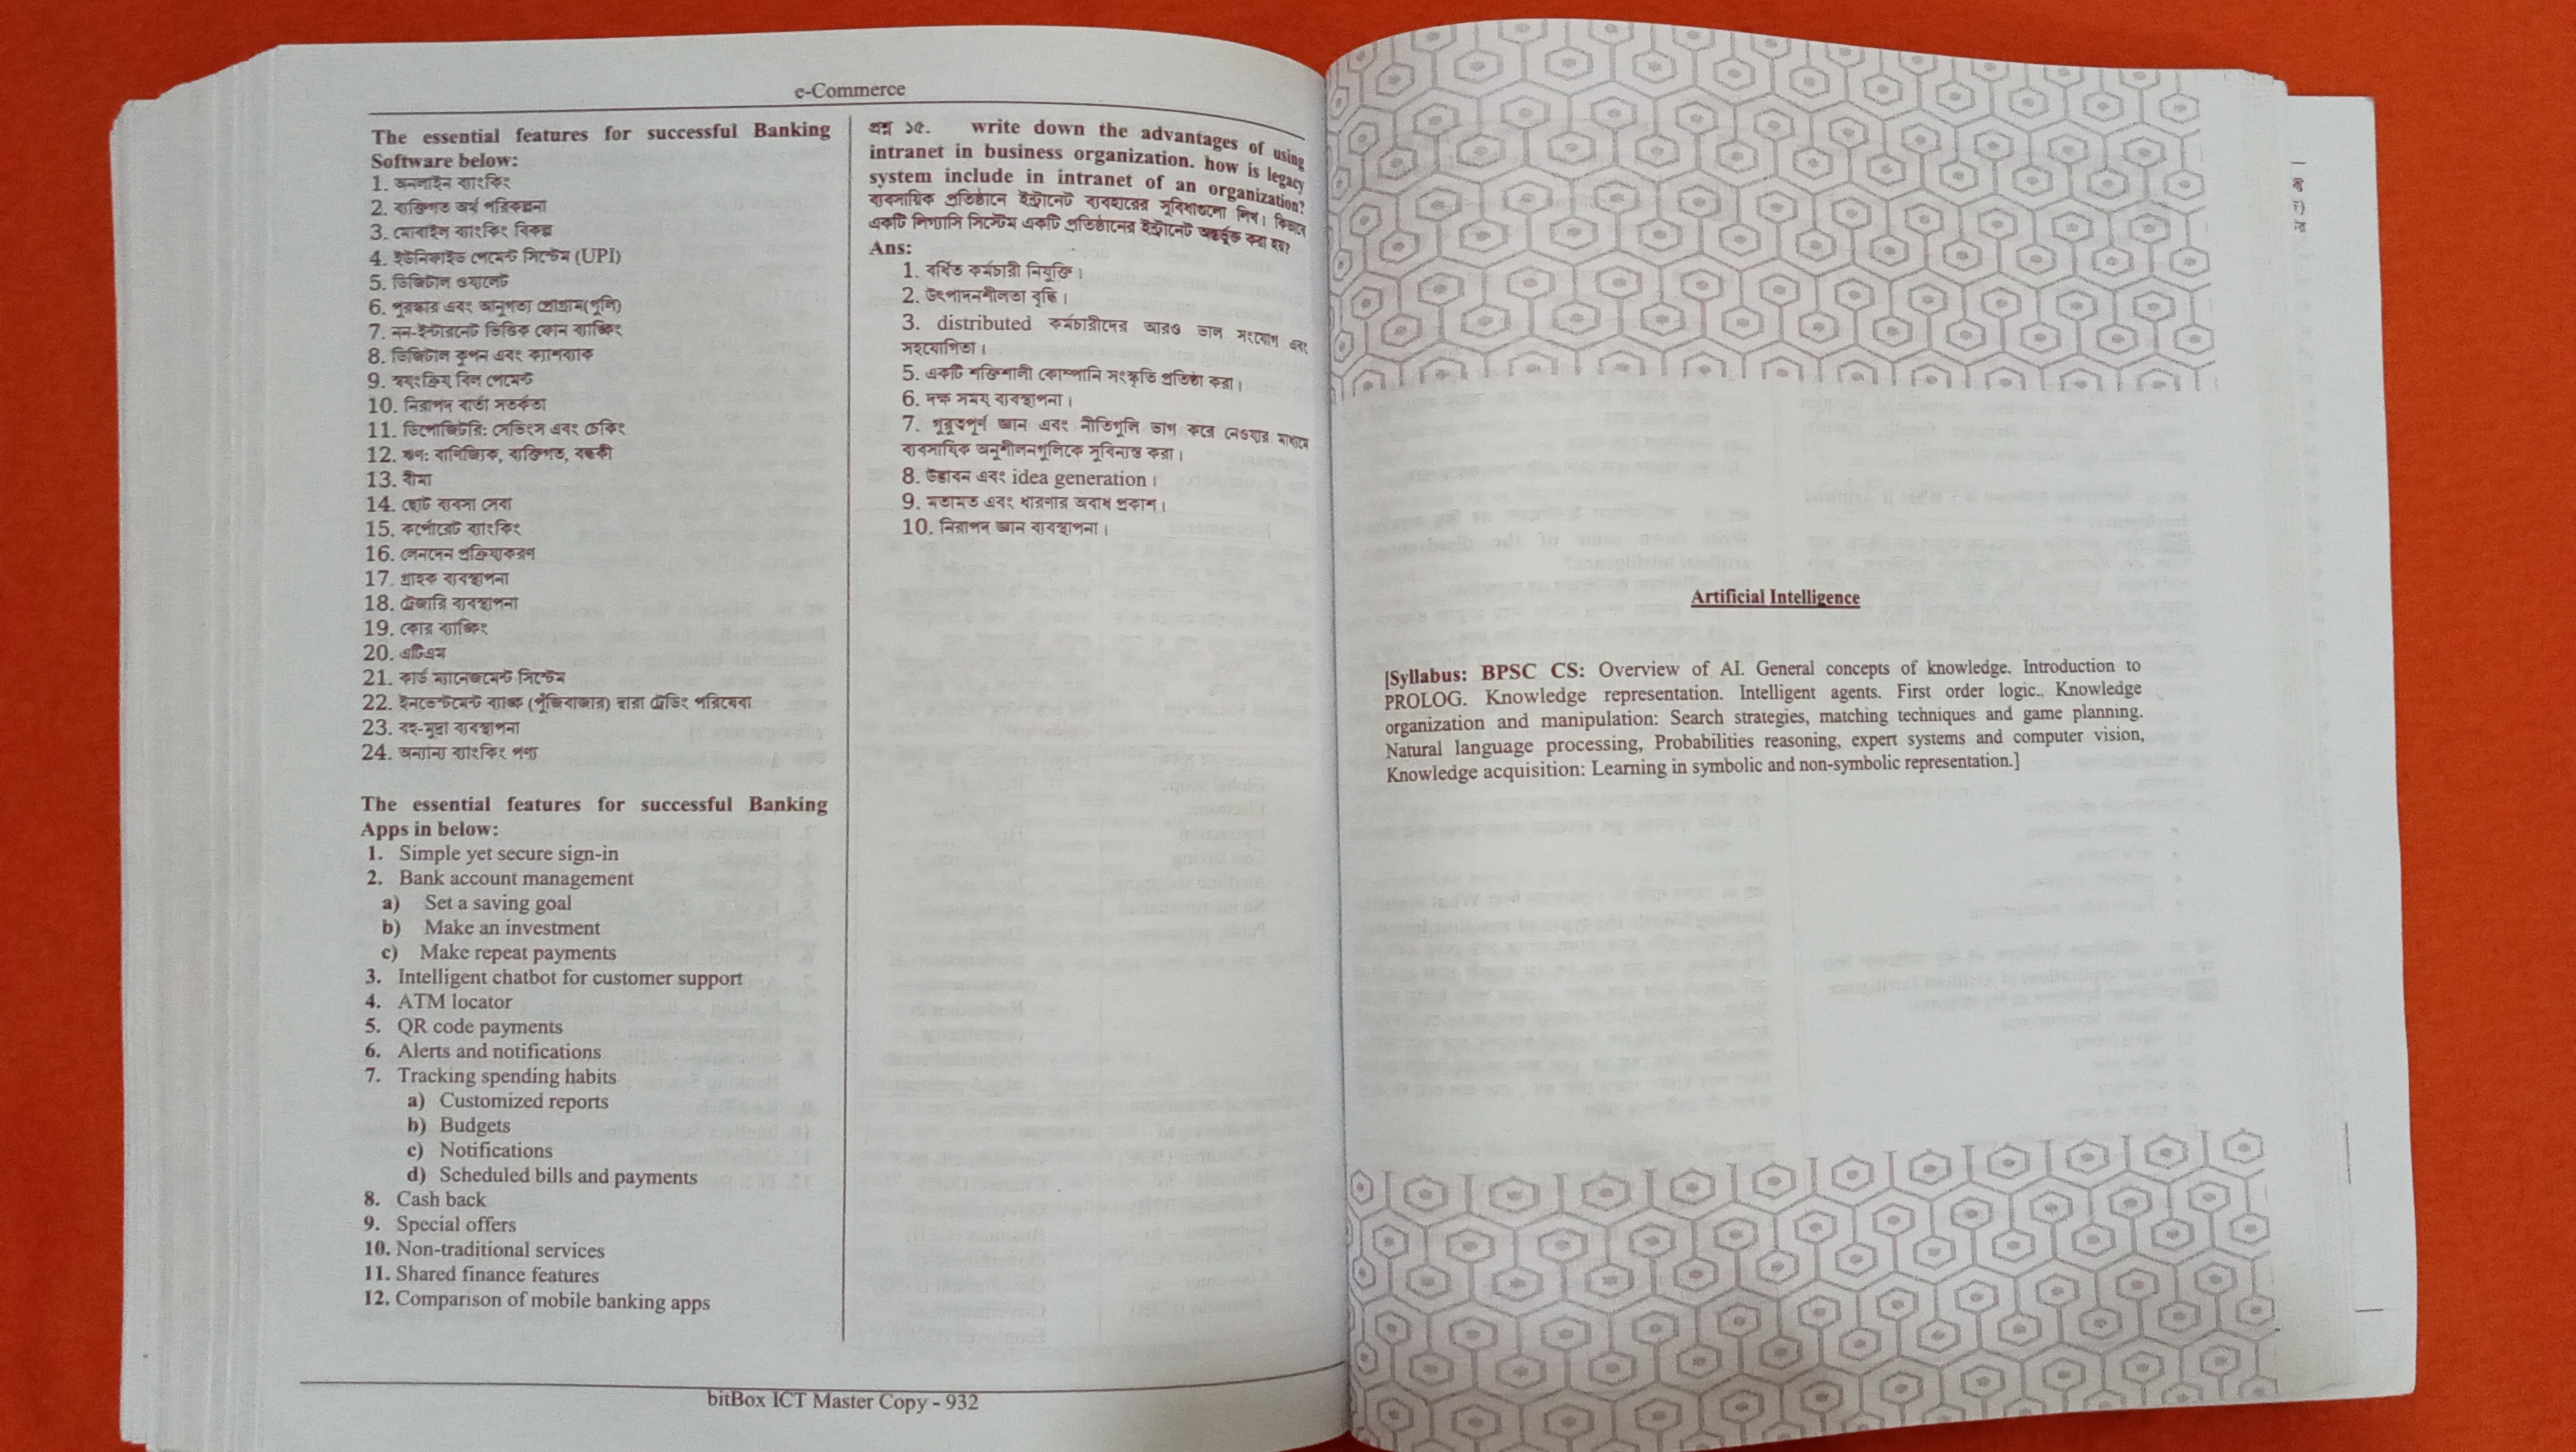 e-Commerce
The essential features for successful Banking
Software below:
1. অনলাইন ব্যাংকিং
2. ব্যক্তিগত অর্থ পরিকল্পনা
3. মোবাইল ব্যাংকিং বিকল্প
4. ইউনিফাইড পেমেন্ট সিস্টেম (UPI)
5. ডিজিটাল ওয়ালেট
6. পুরস্কার এবং আনুগত্য প্রোগ্রাম(গুলি)
7. নন-ইন্টারনেট ভিত্তিক ফোন ব্যাঙ্কিং
8. ডিজিটাল কুপন এবং ক্যাশব্যাক
9. স্বয়ংক্রিয় বিল পেমেন্ট
10. নিরাপদ বার্তা সতর্কতা
11. ডিপোজিটরি: সেভিংস এবং চেকিং
12. ঋণ: বাণিজ্যিক, ব্যক্তিগত, বন্ধকী
13. বীমা
14. ছোট ব্যবসা সেবা
15. কর্পোরেট ব্যাংকিং
16. লেনদেন প্রক্রিয়াকরণ
17. গ্রাহক ব্যবস্থাপনা
18. ট্রেজারি ব্যবস্থাপনা
19. কোর ব্যাঙ্কিং
20. এটিএম
21. কার্ড ম্যানেজমেন্ট সিস্টেম
22. ইনভেস্টমেন্ট ব্যাঙ্ক (পুঁজিবাজার) দ্বারা ট্রেডিং পরিষেবা
23. বহু-মুদ্রা ব্যবস্থাপনা
24. অন্যান্য ব্যাংকিং পণ্য
The essential features for successful Banking
Apps in below:
1. Simple yet secure sign-in
2. Bank account management
a) Set a saving goal
b) Make an investment
c) Make repeat payments
3. Intelligent chatbot for customer support
4. ATM locator
5. QR code payments
6. Alerts and notifications
7. Tracking spending habits
a) Customized reports
b) Budgets
c) Notifications
d) Scheduled bills and payments
8. Cash back
9. Special offers
10. Non-traditional services
11. Shared finance features
12. Comparison of mobile banking apps
প্রশ্ন ১৫. write down the advantages of using
intranet in business organization. how is legacy
system include in intranet of an organization?
ব্যবসায়িক প্রতিষ্ঠানে ইন্ট্রানেট ব্যবহারের সুবিধাগুলো লিখ। কিভাবে
একটি লিগ্যাসি সিস্টেম একটি প্রতিষ্ঠানের ইন্ট্রানেট অন্তর্ভূক্ত করা হয়?
Ans:
1. বর্ধিত কর্মচারী নিযুক্তি।
2. উৎপাদনশীলতা বৃদ্ধি।
3. distributed কর্মচারীদের আরও ভাল সংযোগ এবং
সহযোগিতা।
5. একটি শক্তিশালী কোম্পানি সংস্কৃতি প্রতিষ্ঠা করা।
6. দক্ষ সময় ব্যবস্থাপনা।
7. গুরুত্বপূর্ণ জ্ঞান এবং নীতিগুলি ভাগ করে নেওয়ার মাধ্যমে
ব্যবসায়িক অনুশীলনগুলিকে সুবিন্যস্ত করা।
8. উদ্ভাবন এবং idea generation।
9. মতামত এবং ধারণার অবাধ প্রকাশ।
10. নিরাপদ জ্ঞান ব্যবস্থাপনা।
bitBox ICT Master Copy - 932
Artificial Intelligence
[Syllabus: BPSC CS: Overview of AI. General concepts of knowledge. Introduction to
PROLOG. Knowledge representation. Intelligent agents. First order logic., Knowledge
organization and manipulation: Search strategies, matching techniques and game planning.
Natural language processing, Probabilities reasoning, expert systems and computer vision,
Knowledge acquisition: Learning in symbolic and non-symbolic representation.]